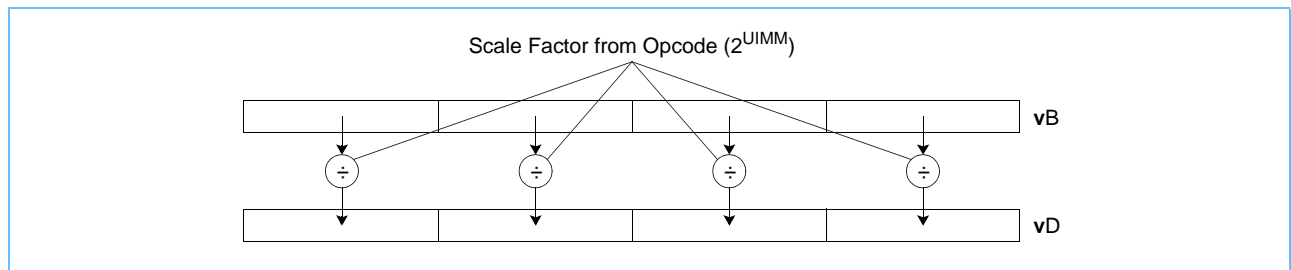 Scale Factor from Opcode (2^UIMM)
vB
÷ ÷ ÷ ÷
vD